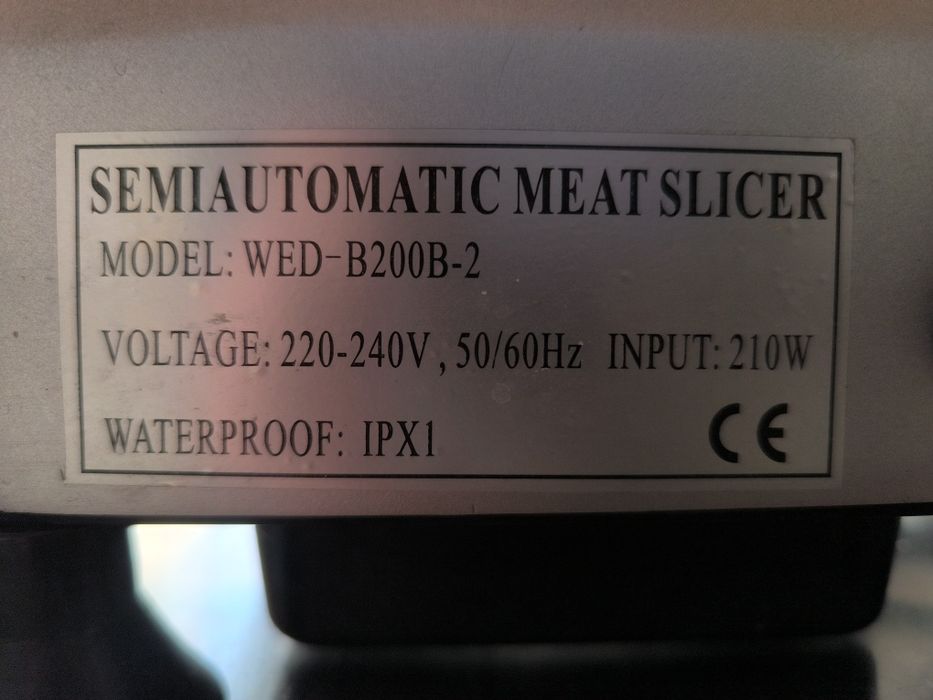 SEMIAUTOMATIC MEAT SLICER
MODEL: WED-B200B-2
VOLTAGE: 220-240V, 50/60Hz INPUT: 210W
WATERPROOF: IPX1 CE